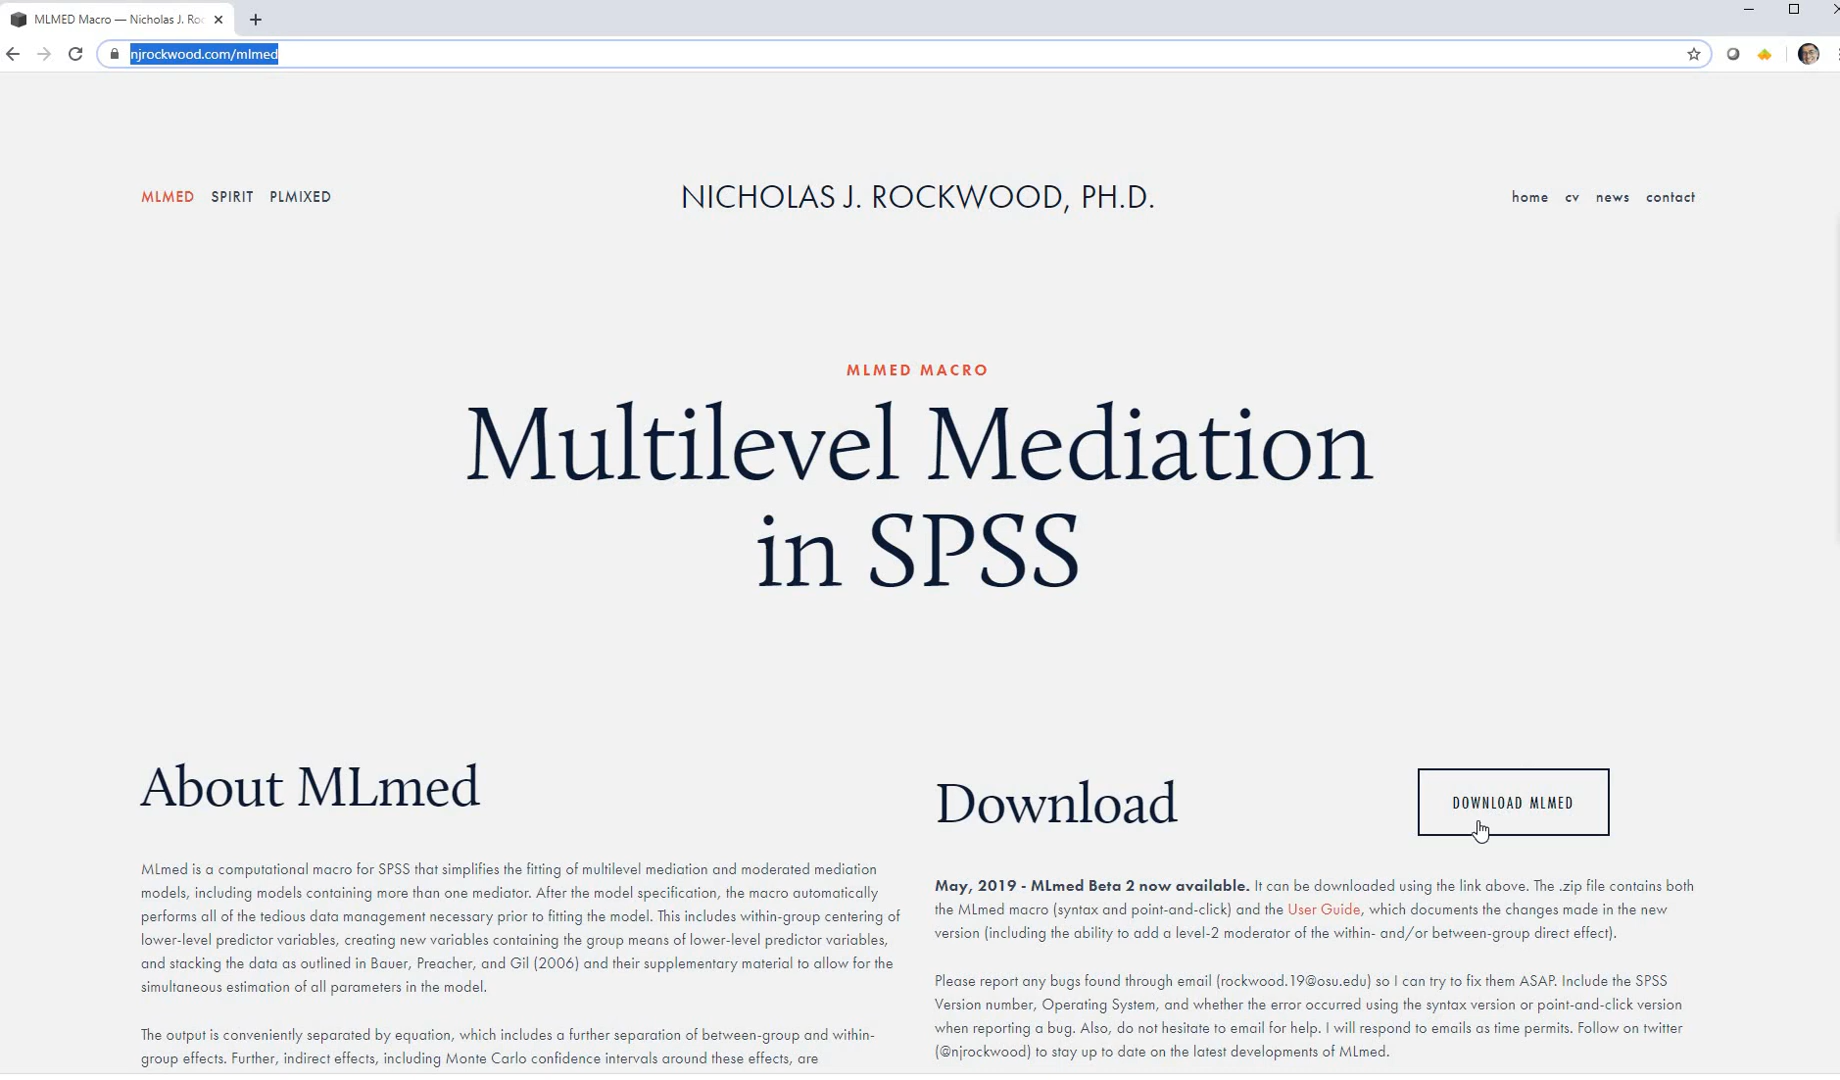 MLMED Macro — Nicholas J. Roc
njrockwood.com/mlmed
MLMED SPIRIT PLMIXED
NICHOLAS J. ROCKWOOD, PH.D.
home cv news contact
MLMED MACRO
Multilevel Mediation
in SPSS
About MLmed
MLmed is a computational macro for SPSS that simplifies the fitting of multilevel mediation and moderated mediation
models, including models containing more than one mediator. After the model specification, the macro automatically
performs all of the tedious data management necessary prior to fitting the model. This includes within-group centering of
lower-level predictor variables, creating new variables containing the group means of lower-level predictor variables,
and stacking the data as outlined in Bauer, Preacher, and Gil (2006) and their supplementary material to allow for the
simultaneous estimation of all parameters in the model.
The output is conveniently separated by equation, which includes a further separation of between-group and within-
group effects. Further, indirect effects, including Monte Carlo confidence intervals around these effects, are
Download
DOWNLOAD MLMED
May, 2019 - MLmed Beta 2 now available. It can be downloaded using the link above. The .zip file contains both
the MLmed macro (syntax and point-and-click) and the User Guide, which documents the changes made in the new
version (including the ability to add a level-2 moderator of the within- and/or between-group direct effect).
Please report any bugs found through email (rockwood.19@osu.edu) so I can try to fix them ASAP. Include the SPSS
Version number, Operating System, and whether the error occurred using the syntax version or point-and-click version
when reporting a bug. Also, do not hesitate to email for help. I will respond to emails as time permits. Follow on twitter
(@njrockwood) to stay up to date on the latest developments of MLmed.